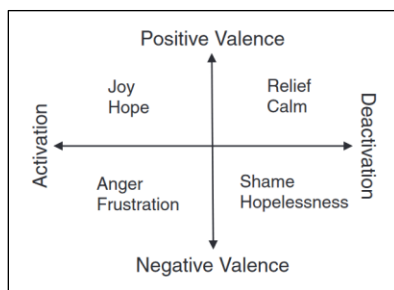 Positive Valence
Joy
Hope
Relief
Calm
Activation
Deactivation
Anger
Frustration
Shame
Hopelessness
Negative Valence